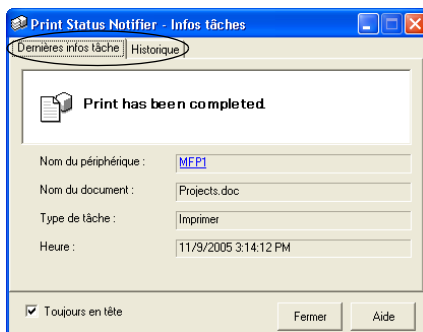 Print Status Notifier - Infos tâches
Dernières infos tâche Historique
Print has been completed.
Nom du périphérique : MFP1
Nom du document : Projects.doc
Type de tâche : Imprimer
Heure : 11/9/2005 3:14:12 PM
Toujours en tête Fermer Aide